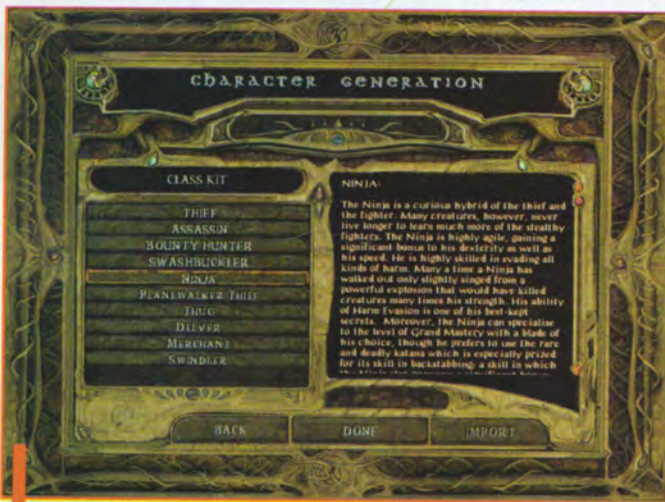 CHARACTER GENERATION
CLASS KIT
THIEF
ASSASSIN
BOUNTY HUNTER
SWASHBUCKLER
NINJA
PLANEWALKER THIEF
THUG
DELVER
MERCHANT
SWINDLER
NINJA:
The Ninja is a curious hybrid of the thief and
the fighter. Many creatures, however, never
live longer to learn much more of the stealthy
fighters. The Ninja is highly agile, gaining a
significant bonus to his dexterity as well as
his speed. He is highly skilled in evading all
kinds of harm. Many a time a Ninja has
walked out only slightly singed from a
powerful explosion that would have killed
creatures many times his strength. His ability
of Harm Evasion is one of his best-kept
secrets. Moreover, the Ninja can specialise
to the level of Grand Mastery with a blade of
his choice, though he prefers to use the rare
and deadly katana which is especially prized
for its skill in backstabbing; a skill in which
BACK
DONE
IMPORT